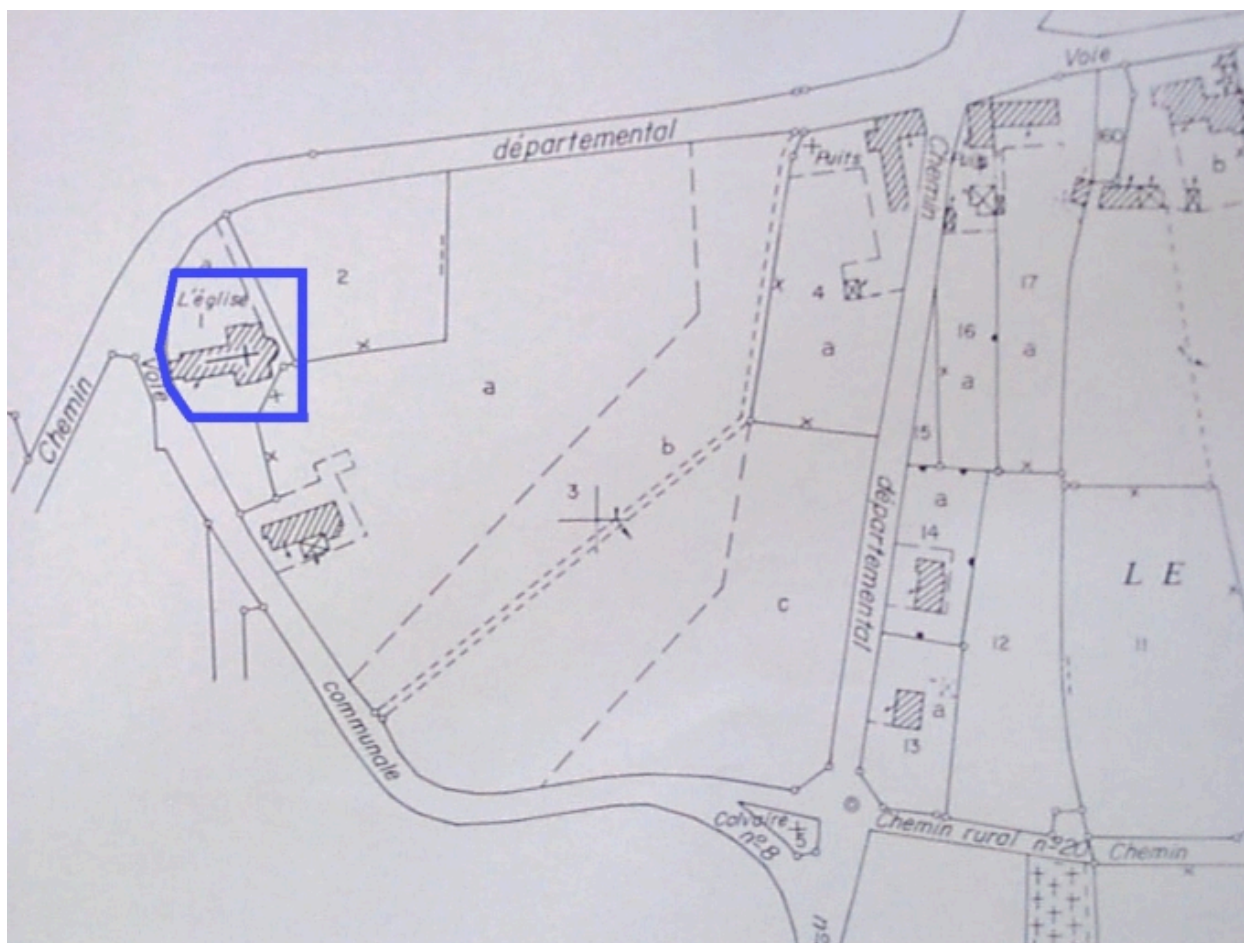 Voie
départemental
160
Puits
Chemin
b
a
2
L'église
1
17
4
16
a
a
a
Voie
a
Chemin
b
15
3
a
départemental
14
L E
c
12
11
communale
a
13
Calvaire
5
n° 8
Chemin rural n° 20
Chemin
n°